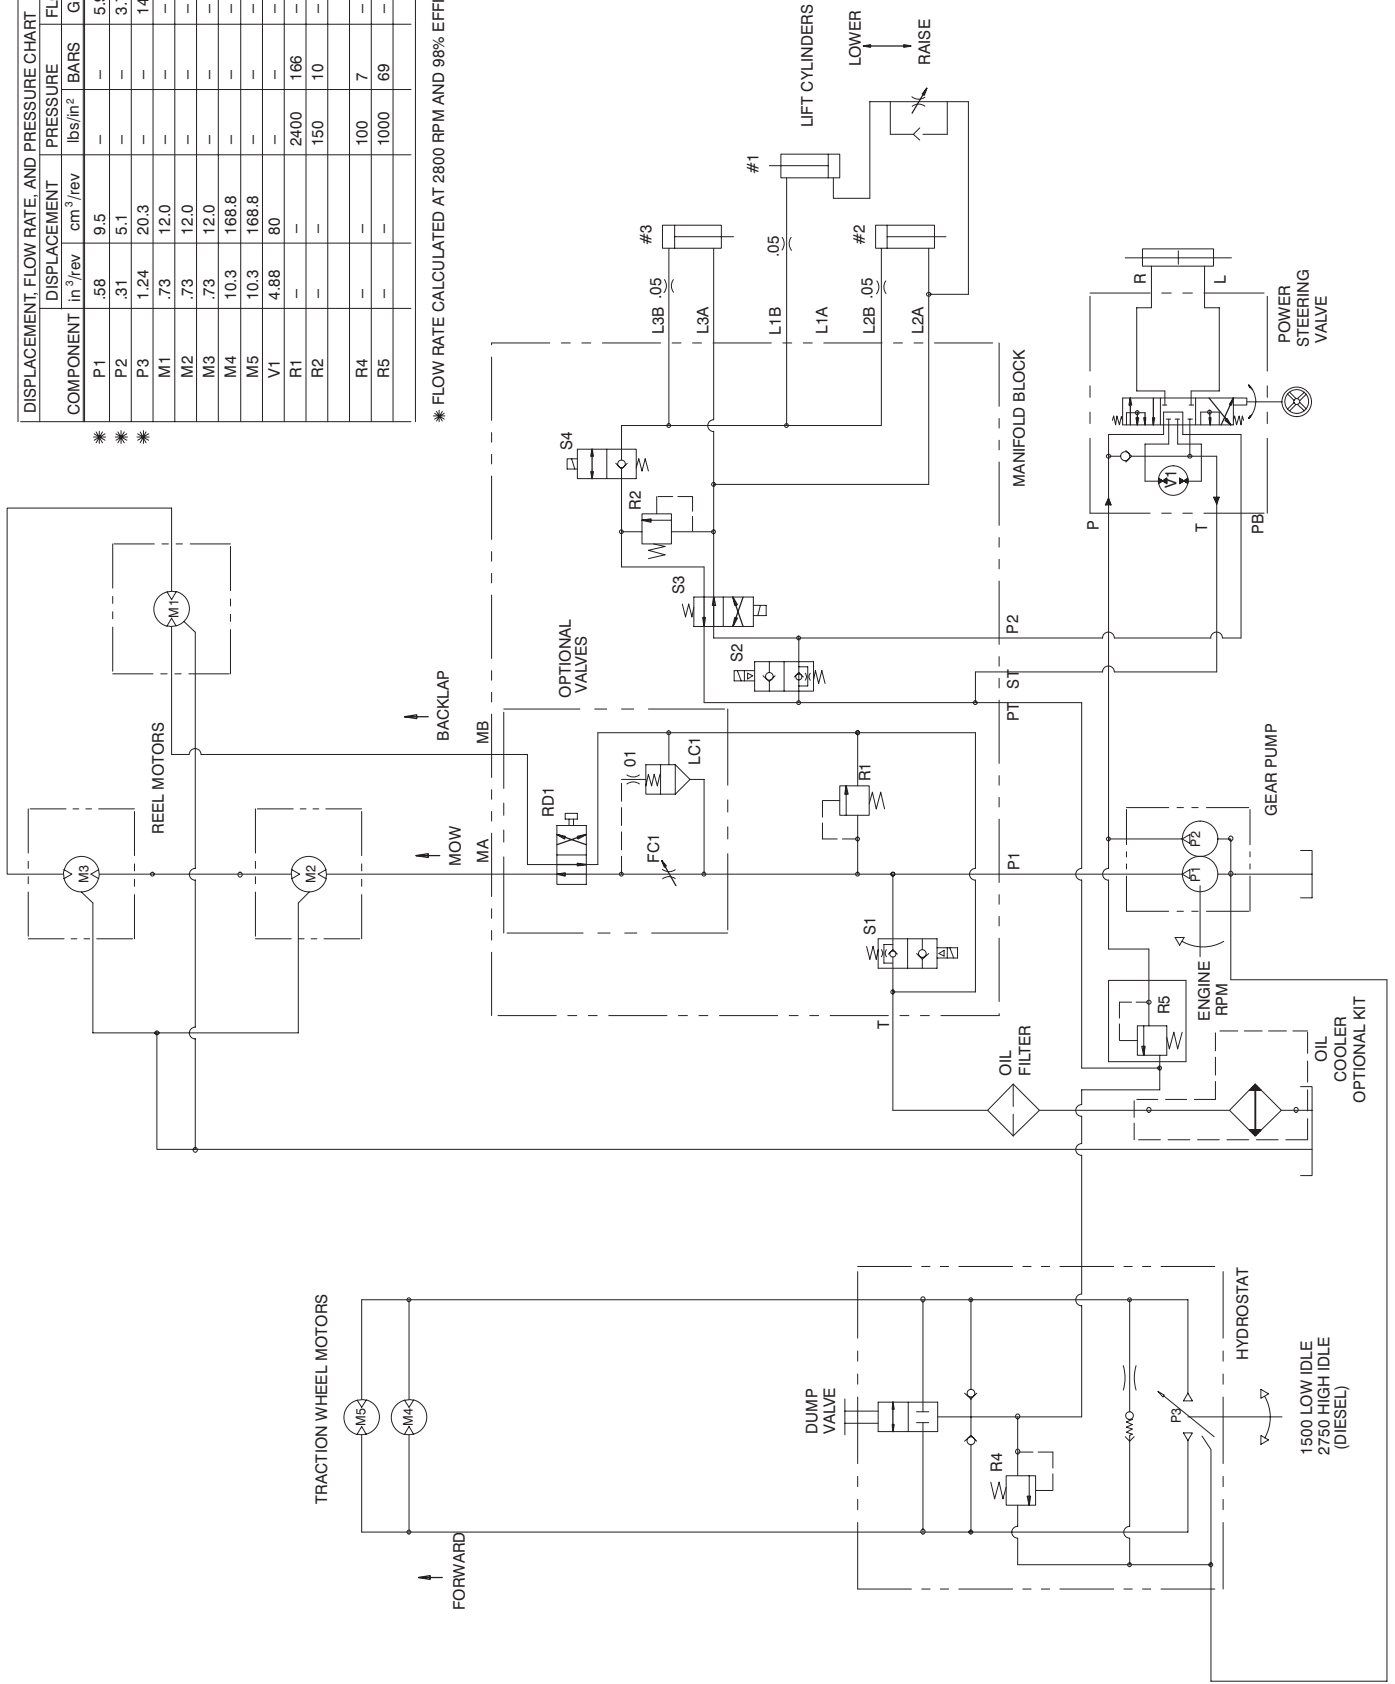 DISPLACEMENT, FLOW RATE, AND PRESSURE CHART
DISPLACEMENT PRESSURE
COMPONENT in³/rev cm³/rev lbs/in² BARS
* P1 .58 9.5 – –
* P2 .31 5.1 – –
* P3 1.24 20.3 – –
M1 .73 12.0 – – –
M2 .73 12.0 – – –
M3 .73 12.0 – – –
M4 10.3 168.8 – – –
M5 10.3 168.8 – – –
V1 4.88 80 – – –
R1 – – 2400 166 –
R2 – – 150 10 –
R4 – – 100 7 –
R5 – – 1000 69 –
* FLOW RATE CALCULATED AT 2800 RPM AND 98%
REEL MOTORS
M1
M2
M3
BACKLAP
MOW
MA
MB
OPTIONAL
VALVES
RD1
FC1
.01
LC1
R1
S1
S2
S3
S4
R2
T
P1
PT
ST
P2
MANIFOLD BLOCK
L3B .05
L3A
L1B
.05
L1A
L2B .05
L2A
#3
#1
#2
LIFT CYLINDERS
LOWER
RAISE
R
L
POWER
STEERING
VALVE
P
T
PB
V1
GEAR PUMP
P1
P2
ENGINE
RPM
R5
OIL
FILTER
OIL
COOLER
OPTIONAL KIT
TRACTION WHEEL MOTORS
M5
M4
FORWARD
DUMP
VALVE
R4
P3
HYDROSTAT
1500 LOW IDLE
2750 HIGH IDLE
(DIESEL)